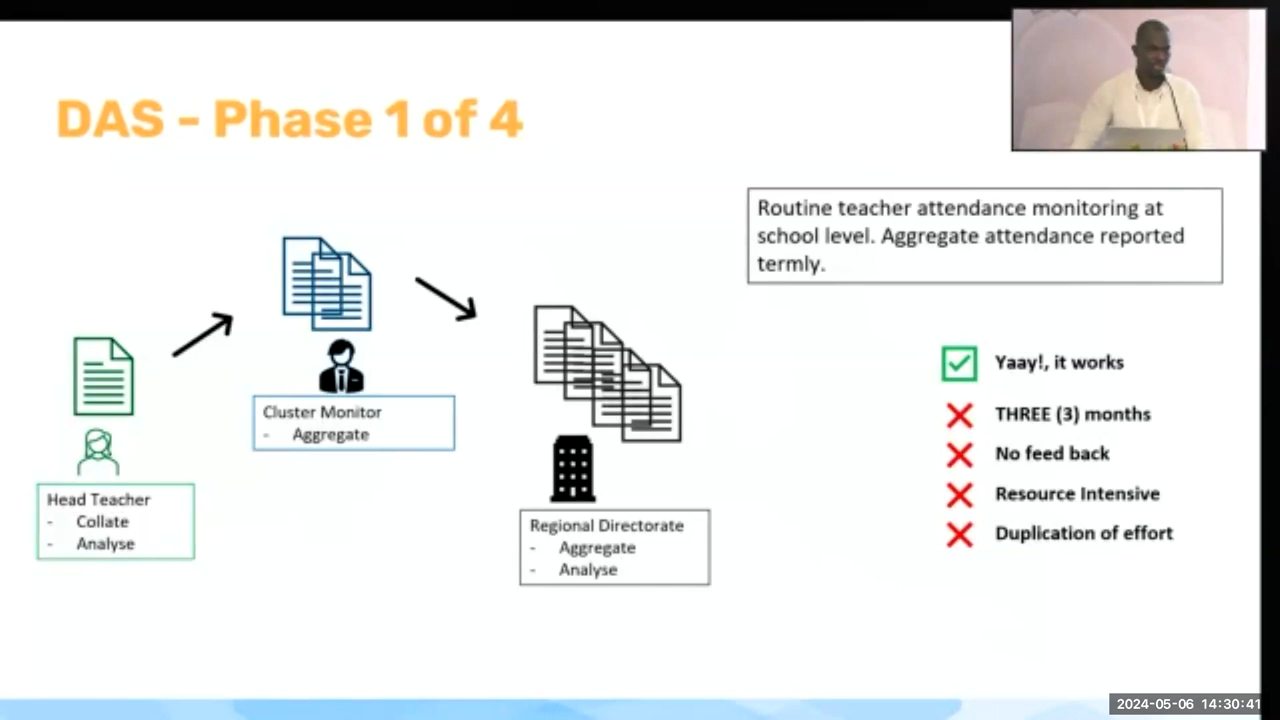 DAS - Phase 1 of 4
Routine teacher attendance monitoring at
school level. Aggregate attendance reported
termly.
Cluster Monitor
- Aggregate
Head Teacher
- Collate
- Analyse
Regional Directorate
- Aggregate
- Analyse
Yaay!, it works
THREE (3) months
No feed back
Resource Intensive
Duplication of effort
2024-05-06 14:30:41